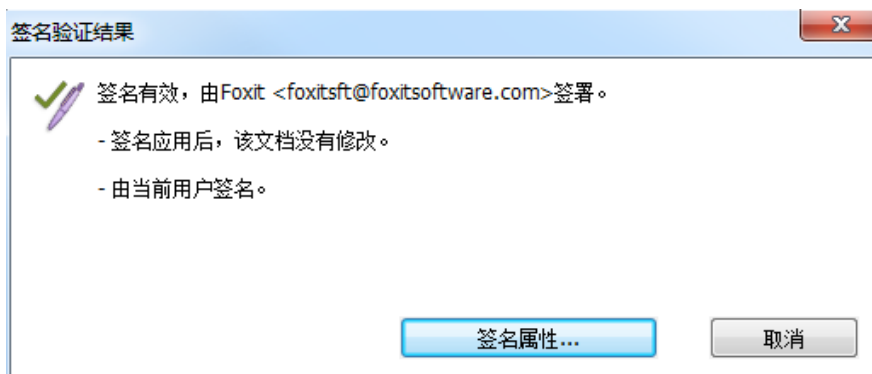 签名验证结果
签名有效，由Foxit <foxitsft@foxitsoftware.com>签署。
- 签名应用后，该文档没有修改。
- 由当前用户签名。
签名属性... 取消